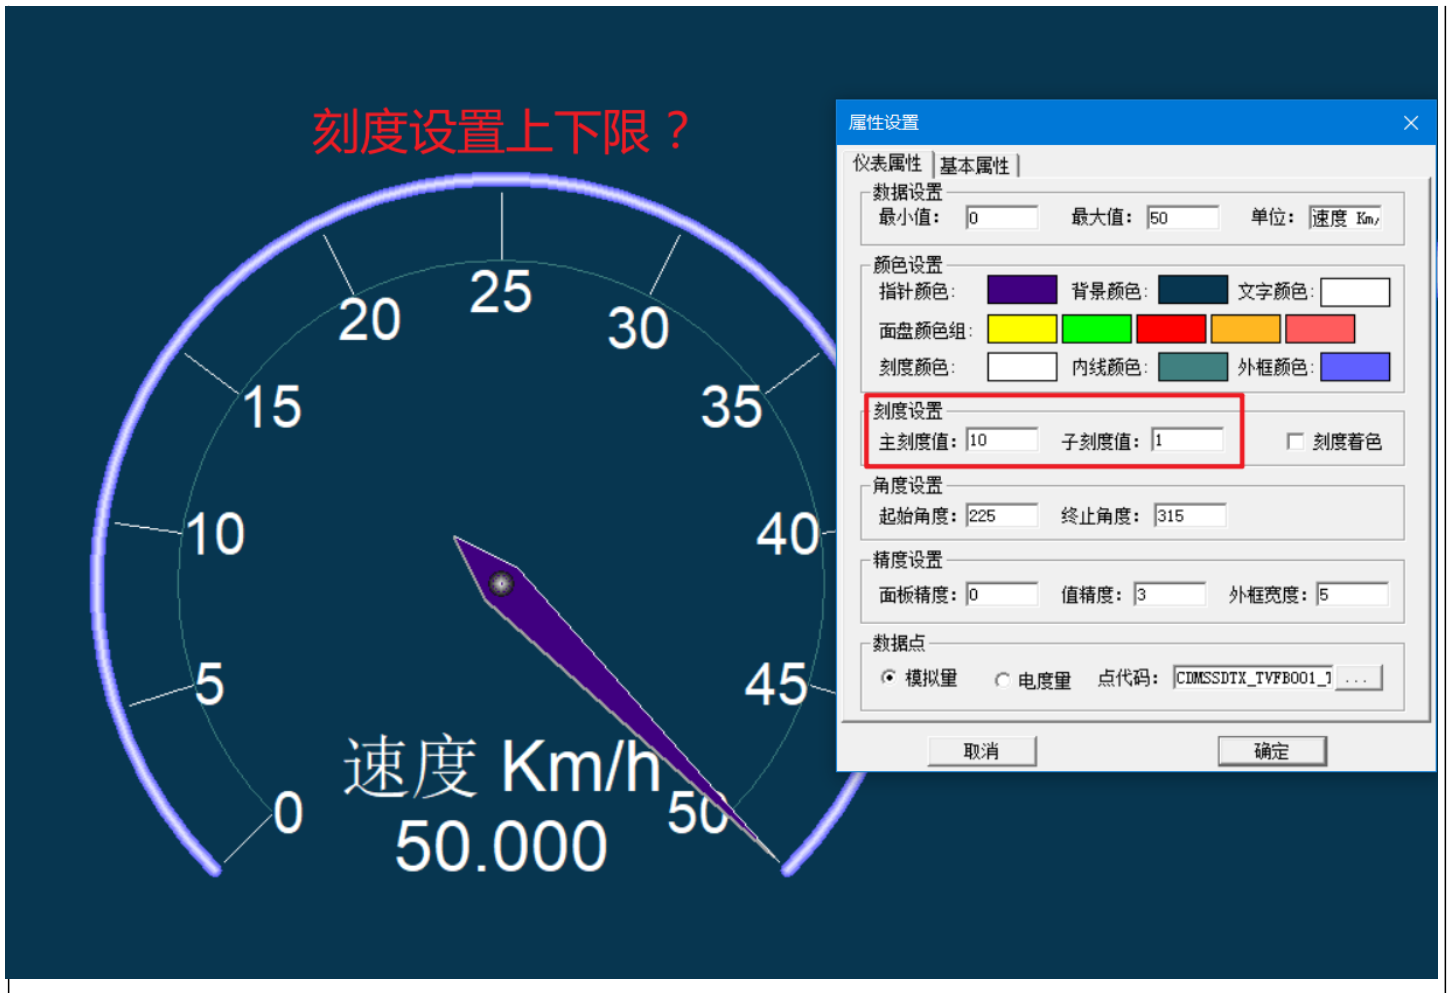 刻度设置上下限？
25
20
30
15
35
10
40
5
45
速度 Km/h
0
50
50.000
属性设置
仪表属性 基本属性
数据设置
最小值： 0 最大值： 50 单位： 速度 Km/
颜色设置
指针颜色： 背景颜色： 文字颜色：
面盘颜色组：
刻度颜色： 内线颜色： 外框颜色：
刻度设置
主刻度值： 10 子刻度值： 1 刻度着色
角度设置
起始角度： 225 终止角度： 315
精度设置
面板精度： 0 值精度： 3 外框宽度： 5
数据点
模拟量 电度量 点代码： CDMSSDTX_TVFB001_ ...
取消 确定